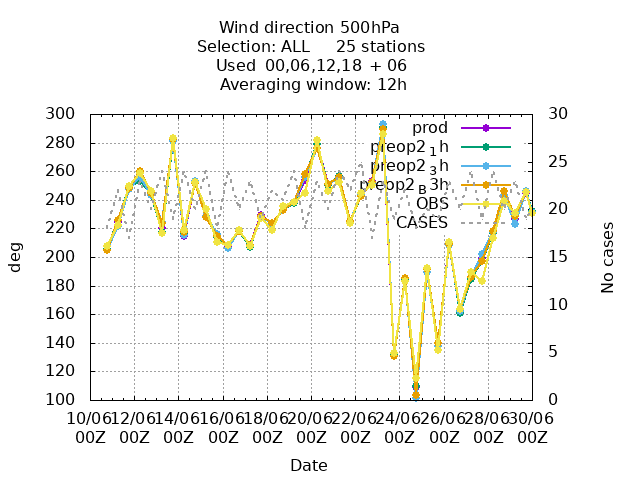 Wind direction 500hPa
Selection: ALL 25 stations
Used 00,06,12,18 + 06
Averaging window: 12h
300
280
260
240
220
200
180
160
140
120
100
deg
30
25
20
15
10
5
0
No cases
prod
preop2_1h
preop2_3h
preop2_B3h
OBS
CASES
10/06 12/06 14/06 16/06 18/06 20/06 22/06 24/06 26/06 28/06 30/06
00Z 00Z 00Z 00Z 00Z 00Z 00Z 00Z 00Z 00Z 00Z
Date